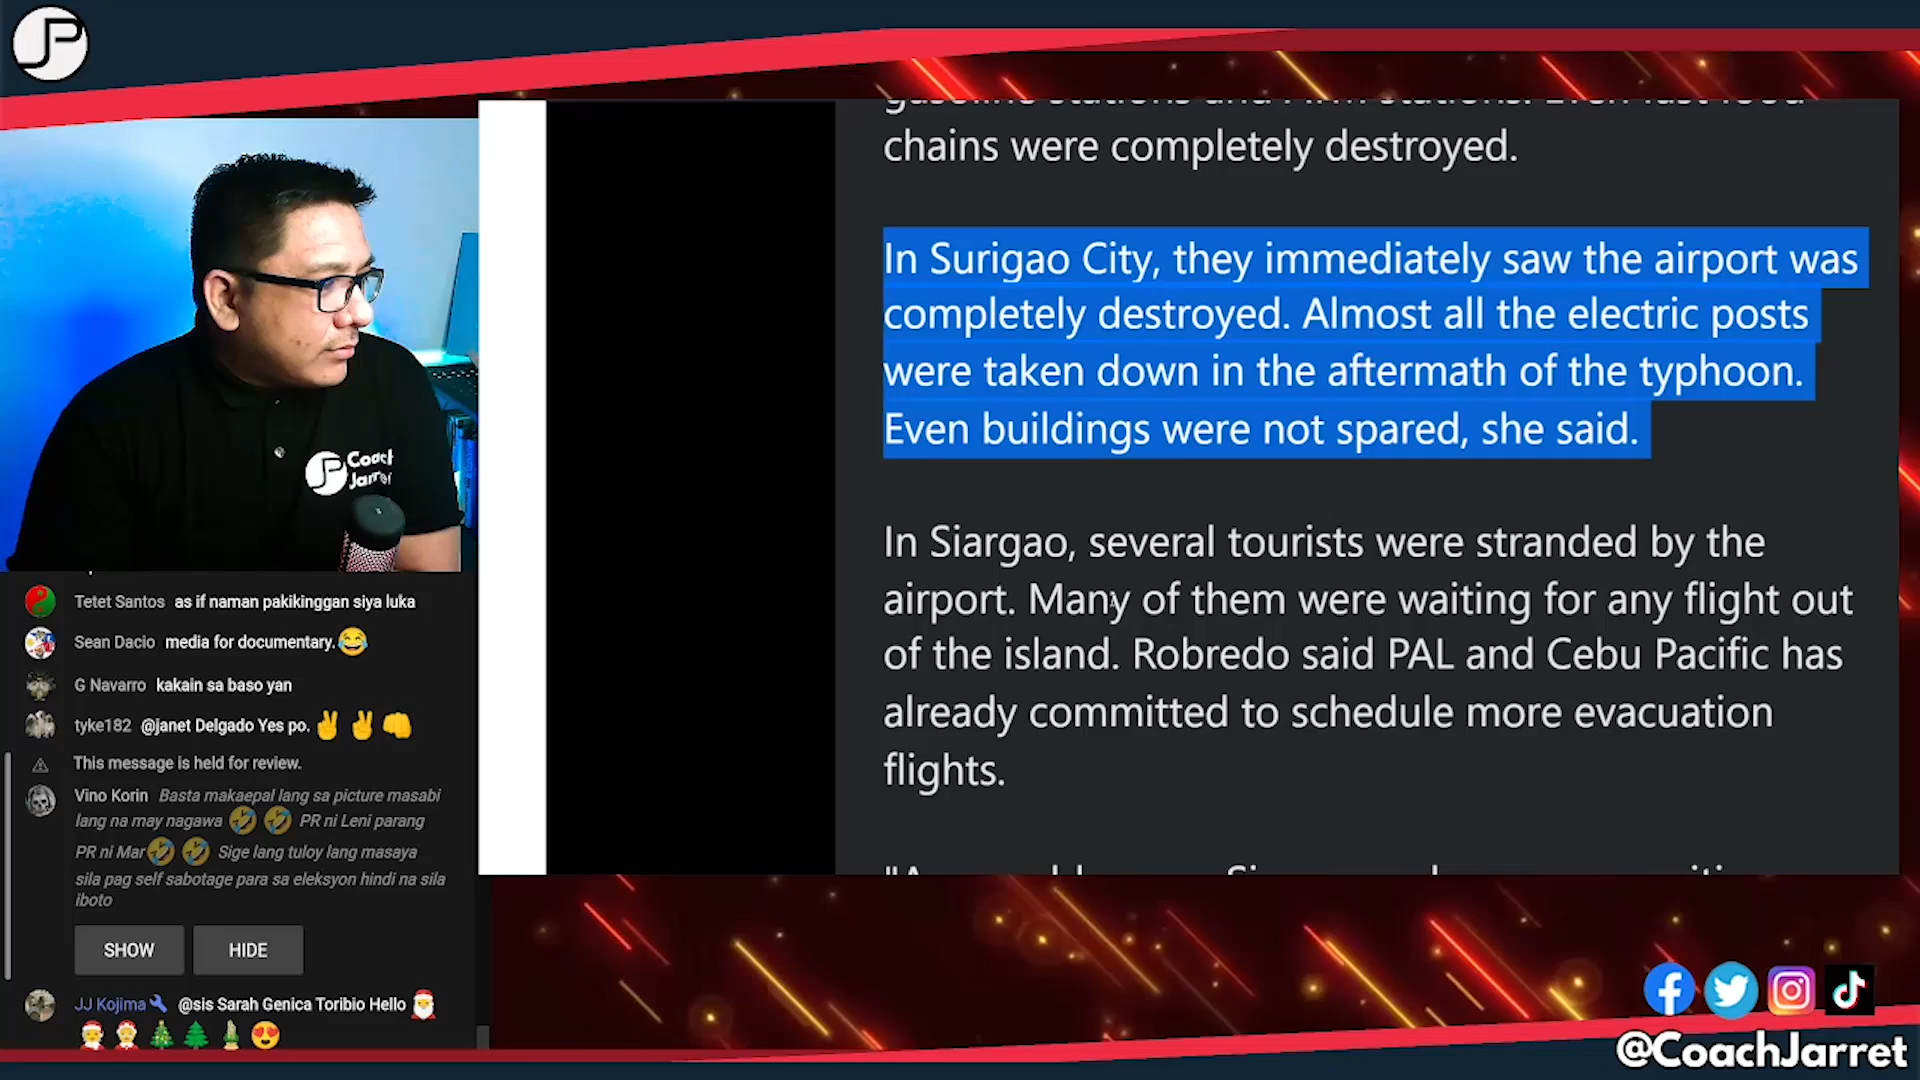 JP
chains were completely destroyed.
In Surigao City, they immediately saw the airport was
completely destroyed. Almost all the electric posts
were taken down in the aftermath of the typhoon.
Even buildings were not spared, she said.
In Siargao, several tourists were stranded by the
airport. Many of them were waiting for any flight out
of the island. Robredo said PAL and Cebu Pacific has
already committed to schedule more evacuation
flights.
JP Coach
Jarret
Tetet Santos as if naman pakikinggan siya luka
Sean Dacio media for documentary.😂
G Navarro kakain sa baso yan
tyke182 @janet Delgado Yes po. ✌️ ✌️ 👊
This message is held for review.
Vino Korin Basta makaepal lang sa picture masabi
lang na may nagawa 🤣 🤣 PR ni Leni parang
PR ni Mar🤣 🤣 Sige lang tuloy lang masaya
sila pag self sabotage para sa eleksyon hindi na sila
iboto
SHOW HIDE
JJ Kojima @sis Sarah Genica Toribio Hello 🎅
🎅 🤶 🎄 🌲 🎍 😍
@CoachJarret